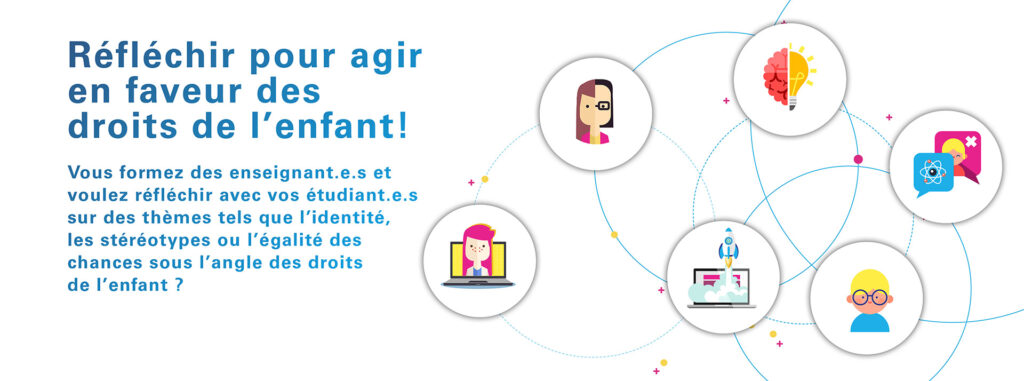 Réfléchir pour agir
en faveur des
droits de l’enfant!
Vous formez des enseignant.e.s et
voulez réfléchir avec vos étudiant.e.s
sur des thèmes tels que l’identité,
les stéréotypes ou l’égalité des
chances sous l’angle des droits
de l’enfant ?